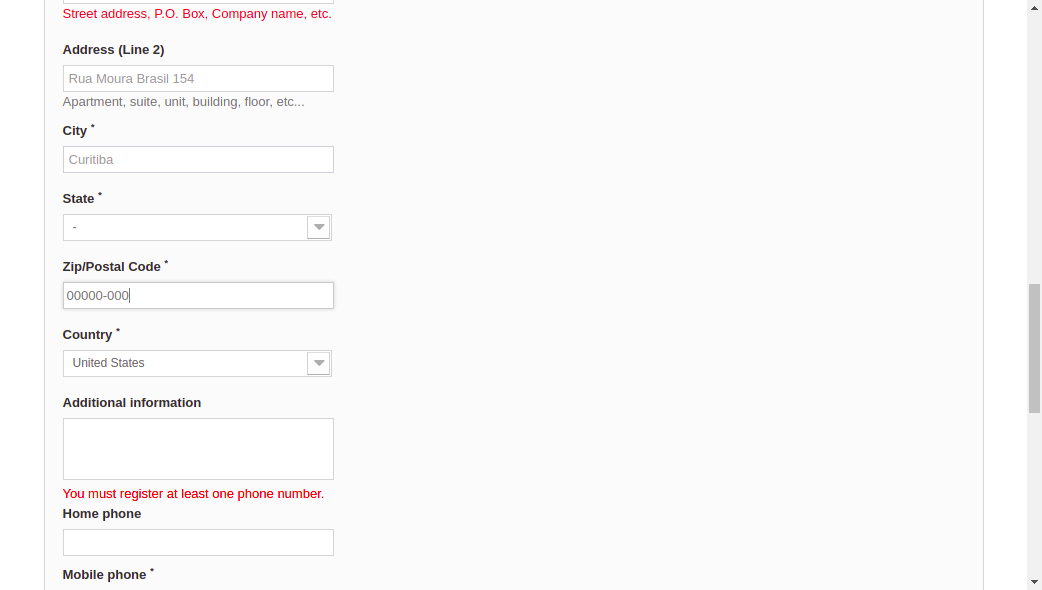 Street address, P.O. Box, Company name, etc.
Address (Line 2)
Rua Moura Brasil 154
Apartment, suite, unit, building, floor, etc...
City *
Curitiba
State *
-
Zip/Postal Code *
00000-000
Country *
United States
Additional information
You must register at least one phone number.
Home phone
Mobile phone *